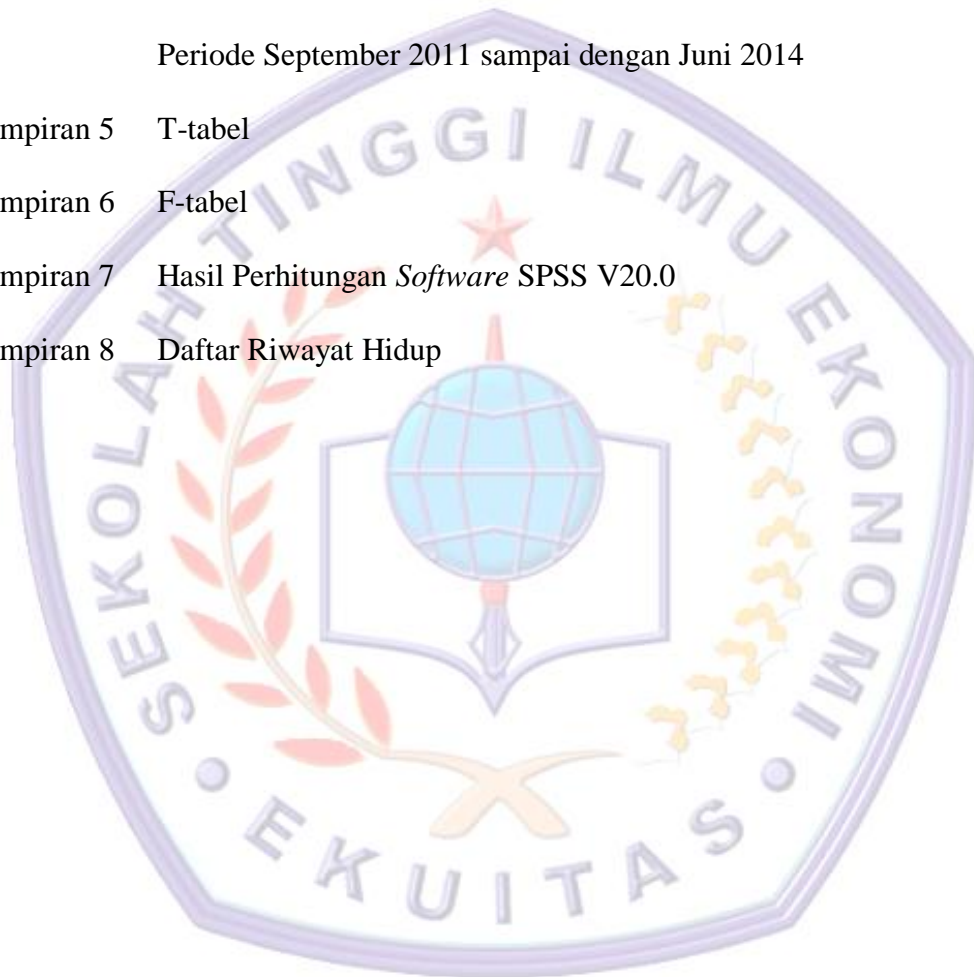 Periode September 2011 sampai dengan Juni 2014
mpiran 5 T-tabel
mpiran 6 F-tabel
mpiran 7 Hasil Perhitungan Software SPSS V20.0
mpiran 8 Daftar Riwayat Hidup
SEKOLAH TINGGI ILMU EKONOMI
• EKUITAS •